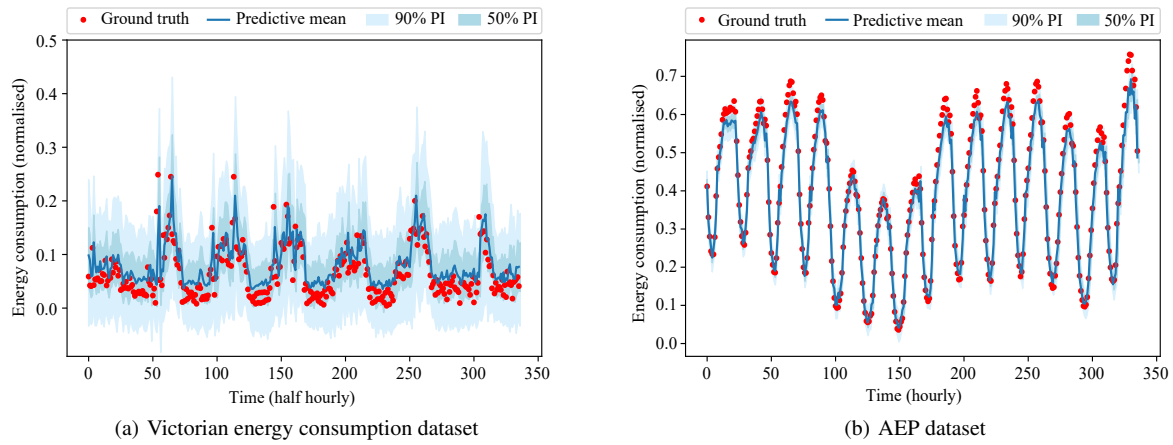 Ground truth Predictive mean 90% PI 50% PI
0.5
0.4
0.3
0.2
0.1
0.0
Energy consumption (normalised)
0 50 100 150 200 250 300 350
Time (half hourly)
(a) Victorian energy consumption dataset
Ground truth Predictive mean 90% PI 50% PI
0.7
0.6
0.5
0.4
0.3
0.2
0.1
0.0
Energy consumption (normalised)
0 50 100 150 200 250 300 350
Time (hourly)
(b) AEP dataset